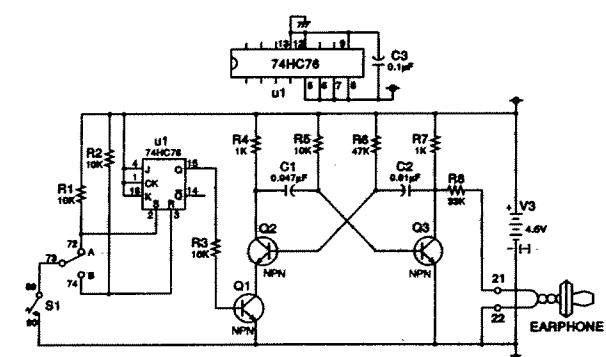 13 12 9
74HC76
5 6 7 8
u1
C3
0.1µF
R2
10K
u1
74HC76
4 J Q 15
1 CK
16 K Q 14
S R
2 3
R1
10K
R3
10K
R4
1K
R5
10K
R6
47K
R7
1K
C1
0.047µF
C2
0.01µF
R8
33K
V3
4.5V
Q2
NPN
Q3
NPN
Q1
NPN
72 A
73
74 B
S1
21
22
EARPHONE